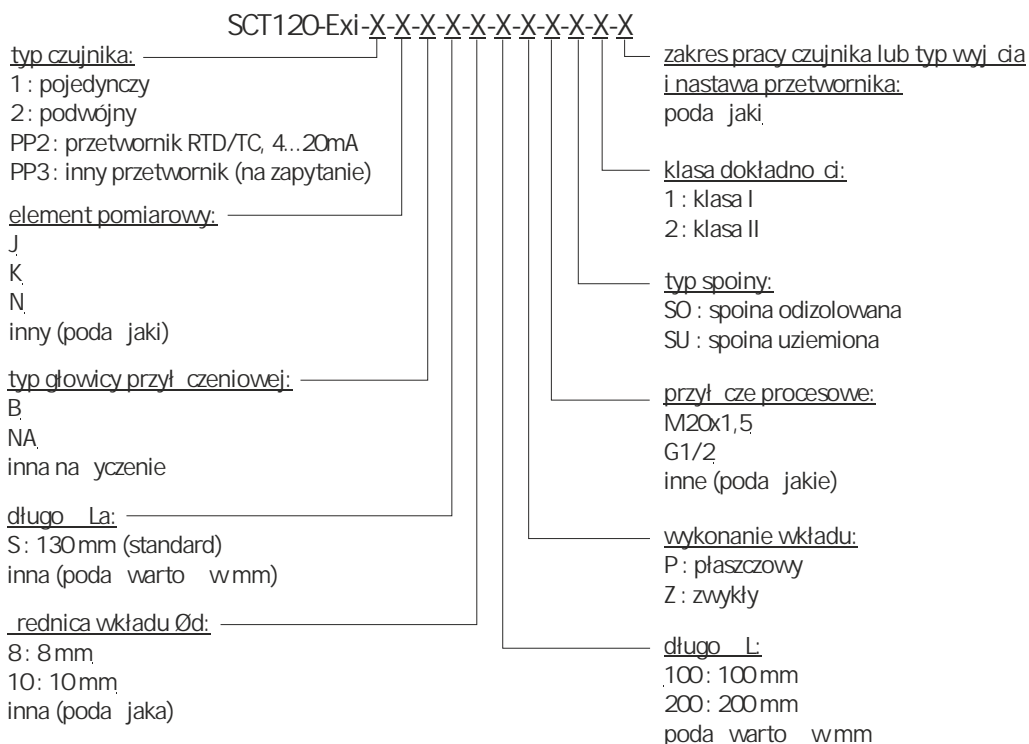 SCT120-Exi-X-X-X-X-X-X-X-X-X-X-X
typ czujnika:
1 : pojedynczy
2 : podwójny
PP2 : przetwornik RTD/TC, 4...20mA
PP3 : inny przetwornik (na zapytanie)
element pomiarowy:
J
K
N
inny (poda jaki)
typ głowicy przył czeniowej:
B
NA
inna na yczenie
długo La:
S : 130 mm (standard)
inna (poda warto w mm)
rednica wkładu Ød:
8 : 8 mm
10 : 10 mm
inna (poda jaka)
zakres pracy czujnika lub typ wyj cia
i nastawa przetwornika:
poda jaki
klasa dokładno ci:
1 : klasa I
2 : klasa II
typ spoiny:
SO : spoina odizolowana
SU : spoina uziemiona
przył cze procesowe:
M20x1,5
G1/2
inne (poda jakie)
wykonanie wkładu:
P : płaszczowy
Z : zwykły
długo L:
100 : 100 mm
200 : 200 mm
poda warto w mm